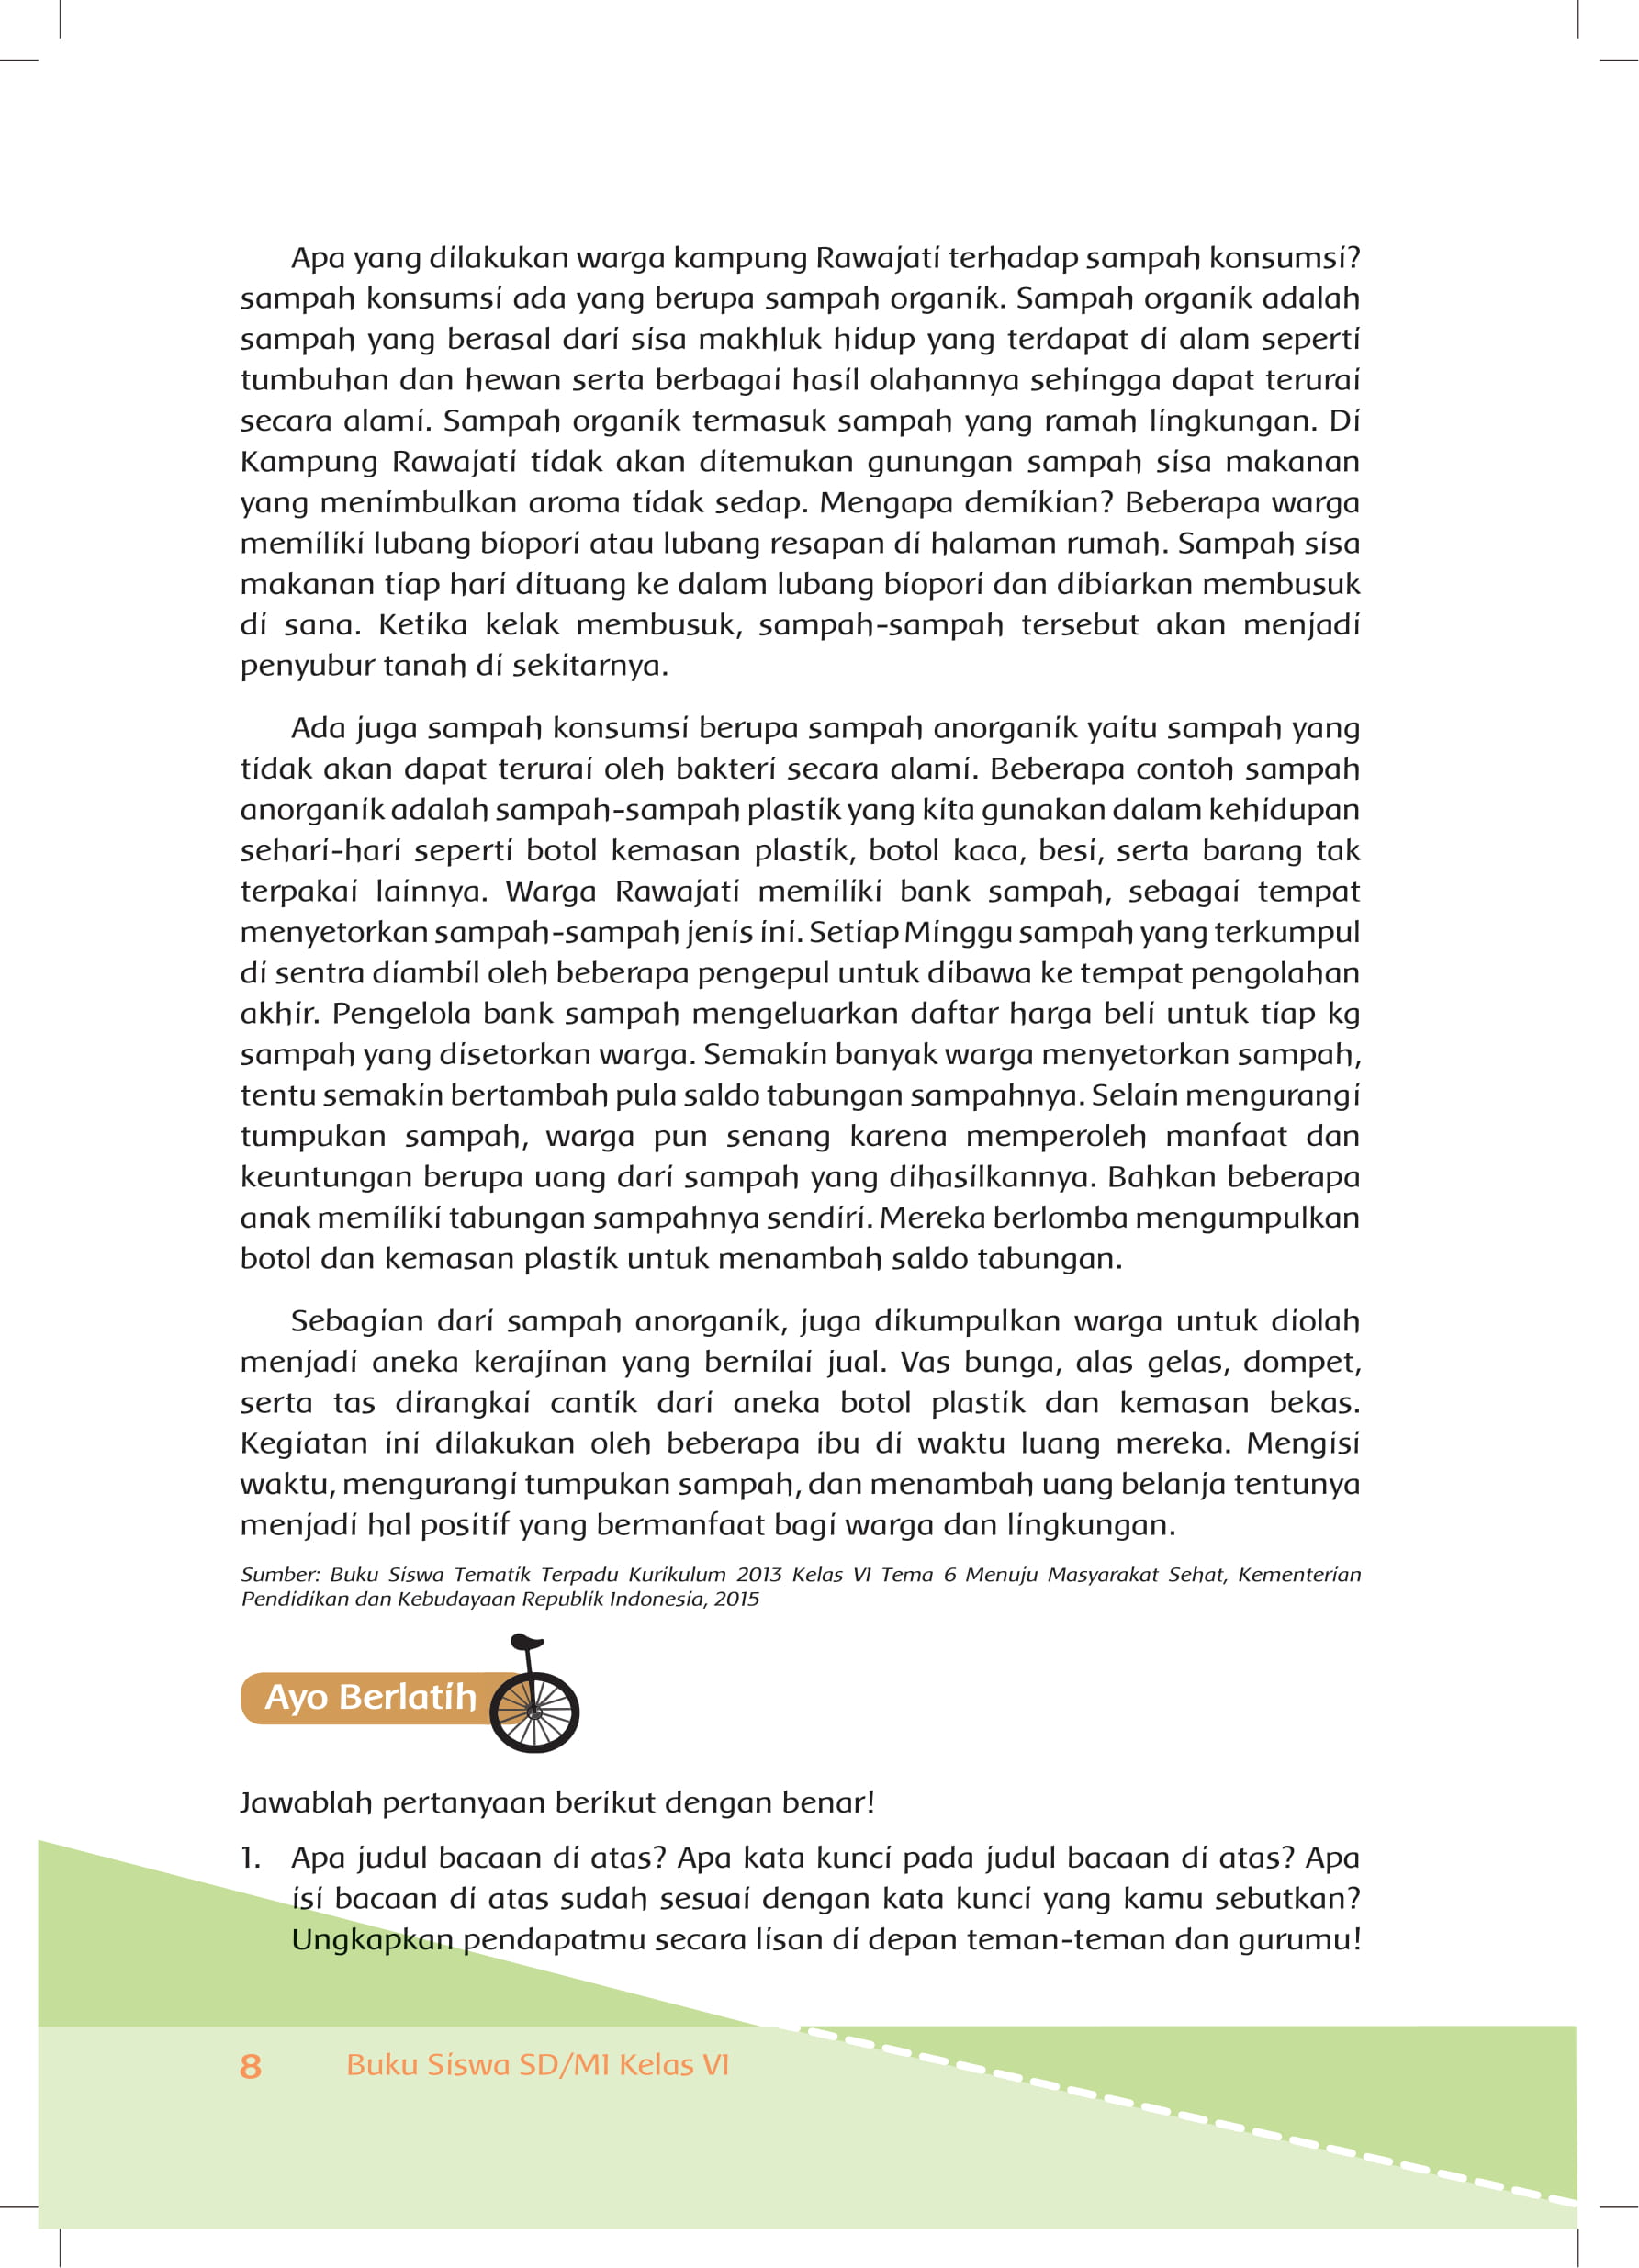 Apa yang dilakukan warga kampung Rawajati terhadap sampah konsumsi?
sampah konsumsi ada yang berupa sampah organik. Sampah organik adalah
sampah yang berasal dari sisa makhluk hidup yang terdapat di alam seperti
tumbuhan dan hewan serta berbagai hasil olahannya sehingga dapat terurai
secara alami. Sampah organik termasuk sampah yang ramah lingkungan. Di
Kampung Rawajati tidak akan ditemukan gunungan sampah sisa makanan
yang menimbulkan aroma tidak sedap. Mengapa demikian? Beberapa warga
memiliki lubang biopori atau lubang resapan di halaman rumah. Sampah sisa
makanan tiap hari dituang ke dalam lubang biopori dan dibiarkan membusuk
di sana. Ketika kelak membusuk, sampah-sampah tersebut akan menjadi
penyubur tanah di sekitarnya.
Ada juga sampah konsumsi berupa sampah anorganik yaitu sampah yang
tidak akan dapat terurai oleh bakteri secara alami. Beberapa contoh sampah
anorganik adalah sampah-sampah plastik yang kita gunakan dalam kehidupan
sehari-hari seperti botol kemasan plastik, botol kaca, besi, serta barang tak
terpakai lainnya. Warga Rawajati memiliki bank sampah, sebagai tempat
menyetorkan sampah-sampah jenis ini. Setiap Minggu sampah yang terkumpul
di sentra diambil oleh beberapa pengepul untuk dibawa ke tempat pengolahan
akhir. Pengelola bank sampah mengeluarkan daftar harga beli untuk tiap kg
sampah yang disetorkan warga. Semakin banyak warga menyetorkan sampah,
tentu semakin bertambah pula saldo tabungan sampahnya. Selain mengurangi
tumpukan sampah, warga pun senang karena memperoleh manfaat dan
keuntungan berupa uang dari sampah yang dihasilkannya. Bahkan beberapa
anak memiliki tabungan sampahnya sendiri. Mereka berlomba mengumpulkan
botol dan kemasan plastik untuk menambah saldo tabungan.
Sebagian dari sampah anorganik, juga dikumpulkan warga untuk diolah
menjadi aneka kerajinan yang bernilai jual. Vas bunga, alas gelas, dompet,
serta tas dirangkai cantik dari aneka botol plastik dan kemasan bekas.
Kegiatan ini dilakukan oleh beberapa ibu di waktu luang mereka. Mengisi
waktu, mengurangi tumpukan sampah, dan menambah uang belanja tentunya
menjadi hal positif yang bermanfaat bagi warga dan lingkungan.
Sumber: Buku Siswa Tematik Terpadu Kurikulum 2013 Kelas VI Tema 6 Menuju Masyarakat Sehat, Kementerian
Pendidikan dan Kebudayaan Republik Indonesia, 2015
Ayo Berlatih
Jawablah pertanyaan berikut dengan benar!
1. Apa judul bacaan di atas? Apa kata kunci pada judul bacaan di atas? Apa
isi bacaan di atas sudah sesuai dengan kata kunci yang kamu sebutkan?
Ungkapkan pendapatmu secara lisan di depan teman-teman dan gurumu!
8 Buku Siswa SD/MI Kelas VI